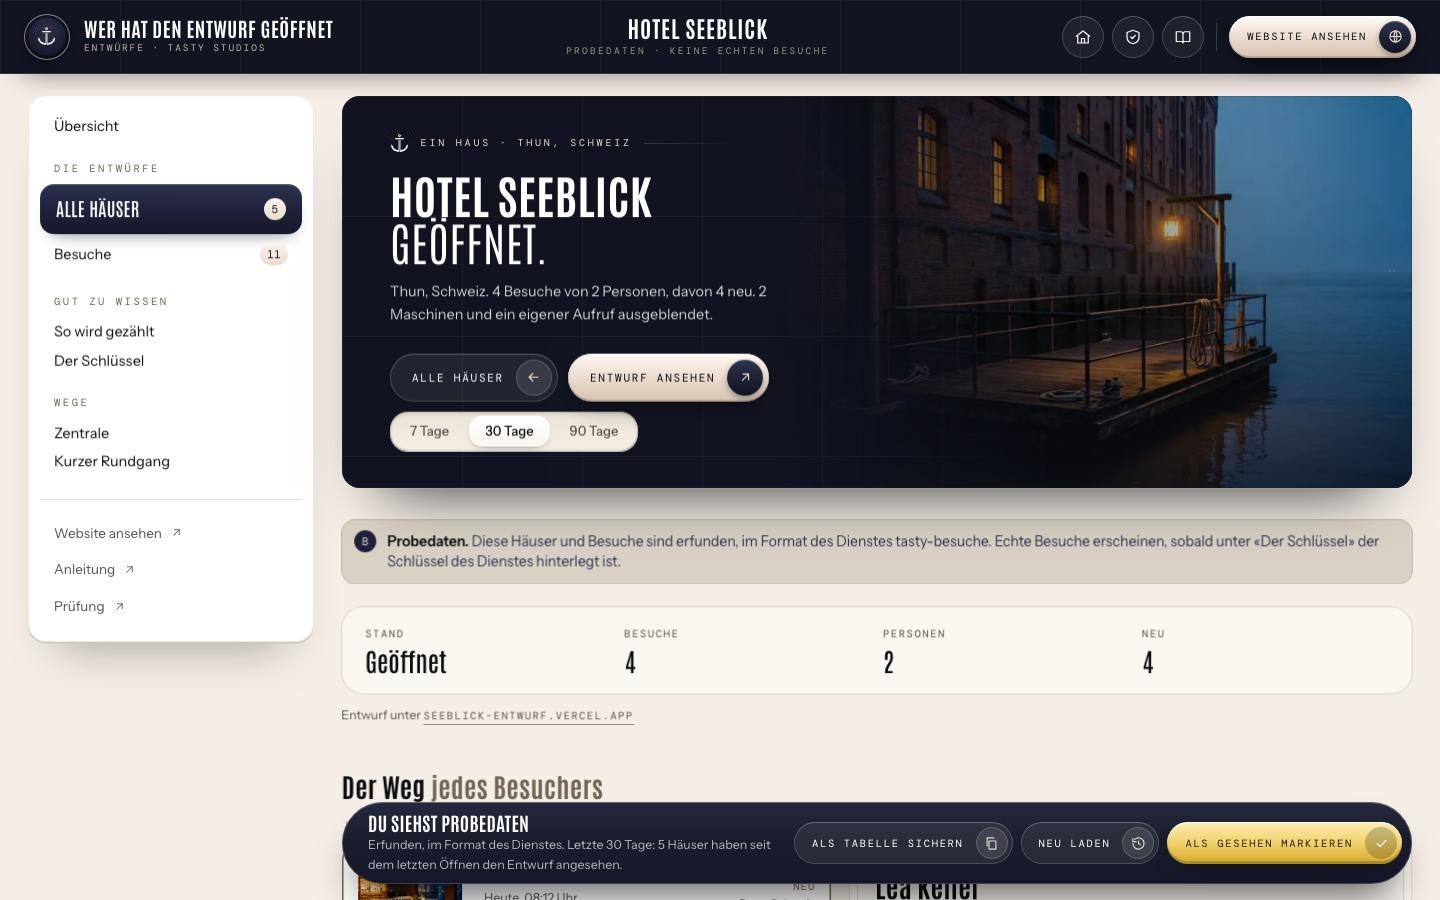 WER HAT DEN ENTWURF GEÖFFNET
ENTWÜRFE · TASTY STUDIOS
HOTEL SEEBLICK
PROBEDATEN · KEINE ECHTEN BESUCHE
WEBSITE ANSEHEN
Übersicht
DIE ENTWÜRFE
ALLE HÄUSER 5
Besuche 11
GUT ZU WISSEN
So wird gezählt
Der Schlüssel
WEGE
Zentrale
Kurzer Rundgang
Website ansehen
Anleitung
Prüfung
EIN HAUS · THUN, SCHWEIZ
HOTEL SEEBLICK
GEÖFFNET.
Thun, Schweiz. 4 Besuche von 2 Personen, davon 4 neu. 2
Maschinen und ein eigener Aufruf ausgeblendet.
ALLE HÄUSER
ENTWURF ANSEHEN
7 Tage 30 Tage 90 Tage
B Probedaten. Diese Häuser und Besuche sind erfunden, im Format des Dienstes tasty-besuche. Echte Besuche erscheinen, sobald unter «Der Schlüssel» der
Schlüssel des Dienstes hinterlegt ist.
STAND BESUCHE PERSONEN NEU
Geöffnet 4 2 4
Entwurf unter SEEBLICK-ENTWURF.VERCEL.APP
Der Weg jedes Besuchers
DU SIEHST PROBEDATEN
Erfunden, im Format des Dienstes. Letzte 30 Tage: 5 Häuser haben seit
dem letzten Öffnen den Entwurf angesehen.
ALS TABELLE SICHERN
NEU LADEN
ALS GESEHEN MARKIEREN
Heute, 08:12 Uhr
NEU
Lea Keller